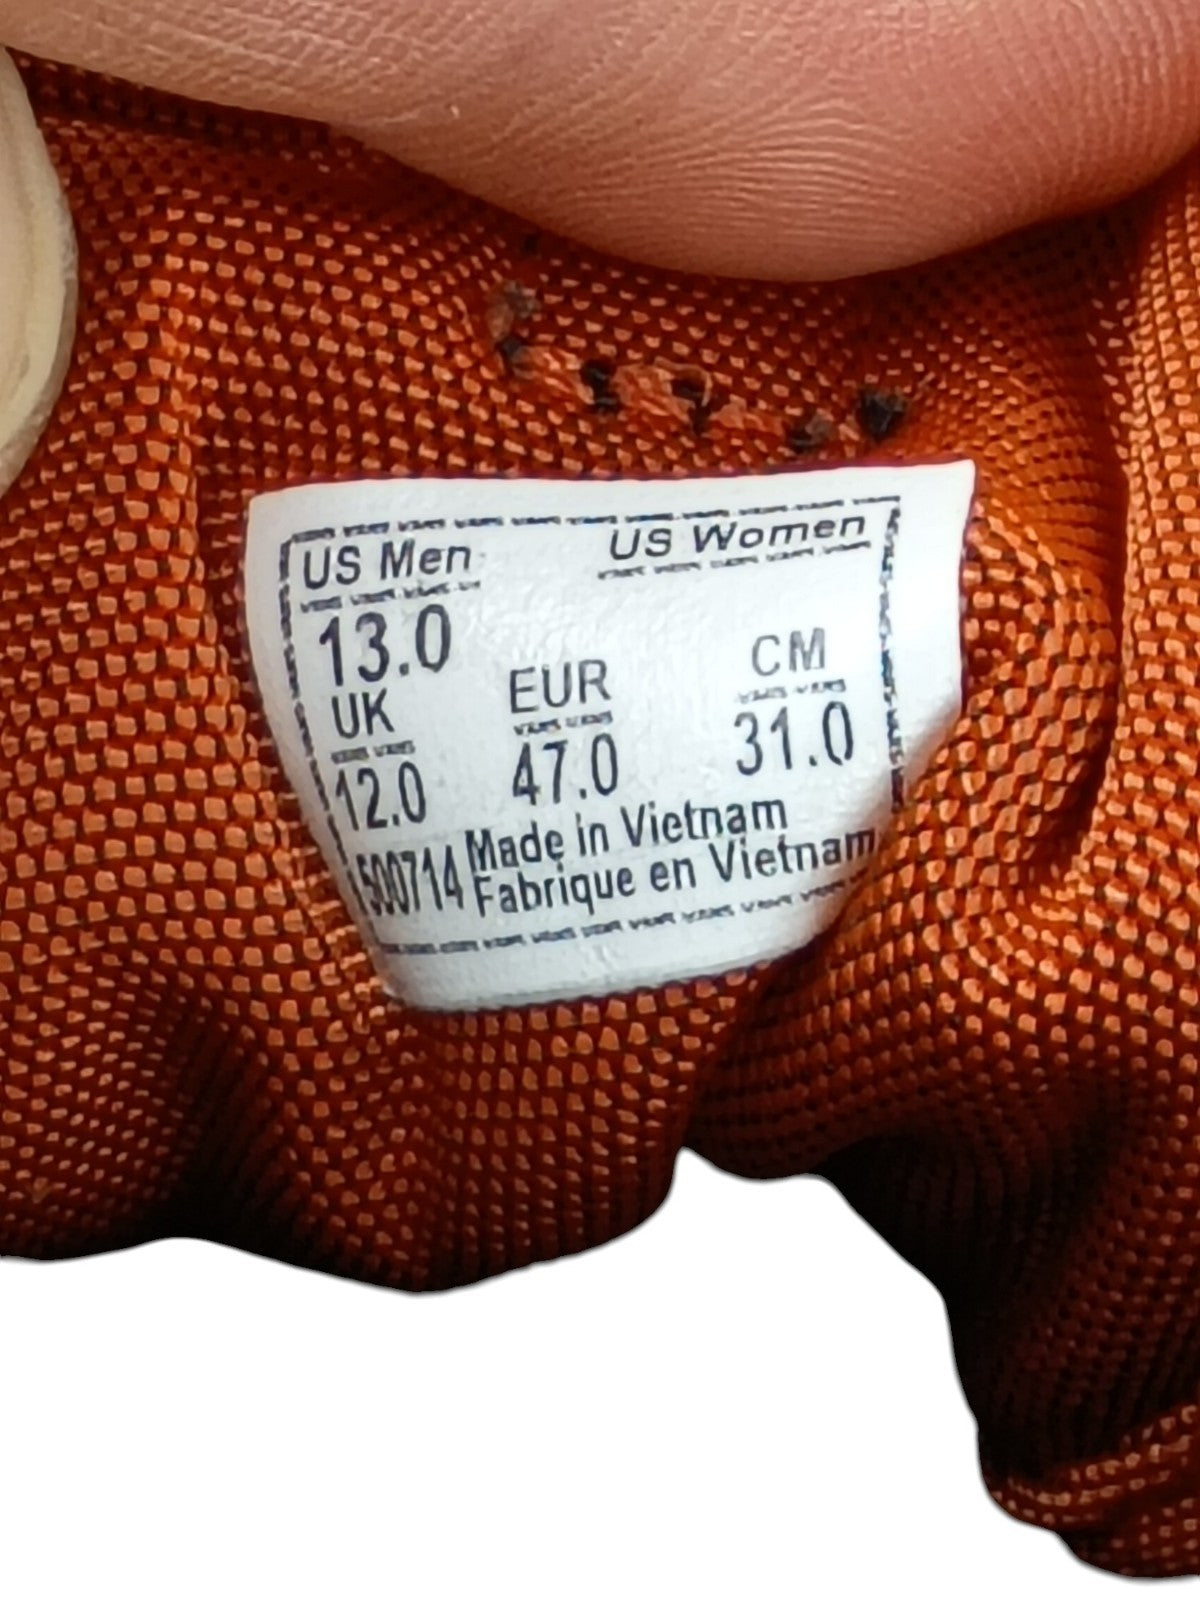 US Men US Women
13.0
UK EUR CM
12.0 47.0 31.0
Made in Vietnam
500714 Fabrique en Vietnam